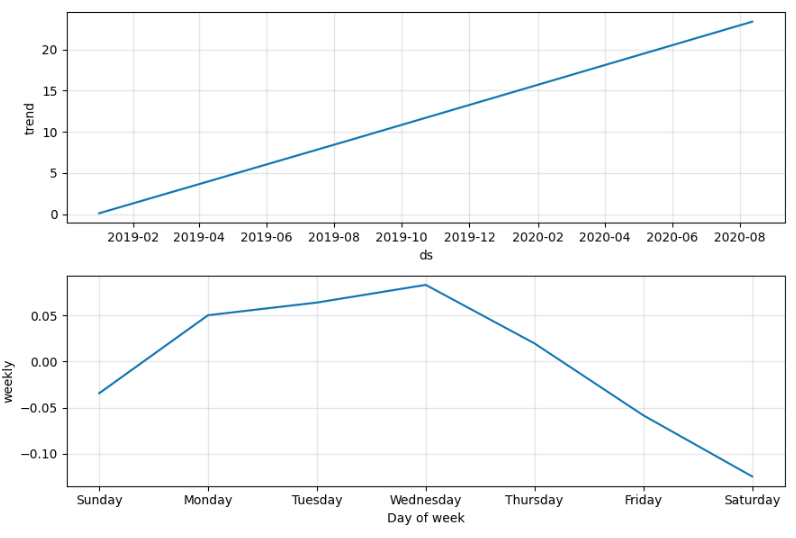 trend
20
15
10
5
0
2019-02 2019-04 2019-06 2019-08 2019-10 2019-12 2020-02 2020-04 2020-06 2020-08
ds
weekly
0.05
0.00
−0.05
−0.10
Sunday Monday Tuesday Wednesday Thursday Friday Saturday
Day of week